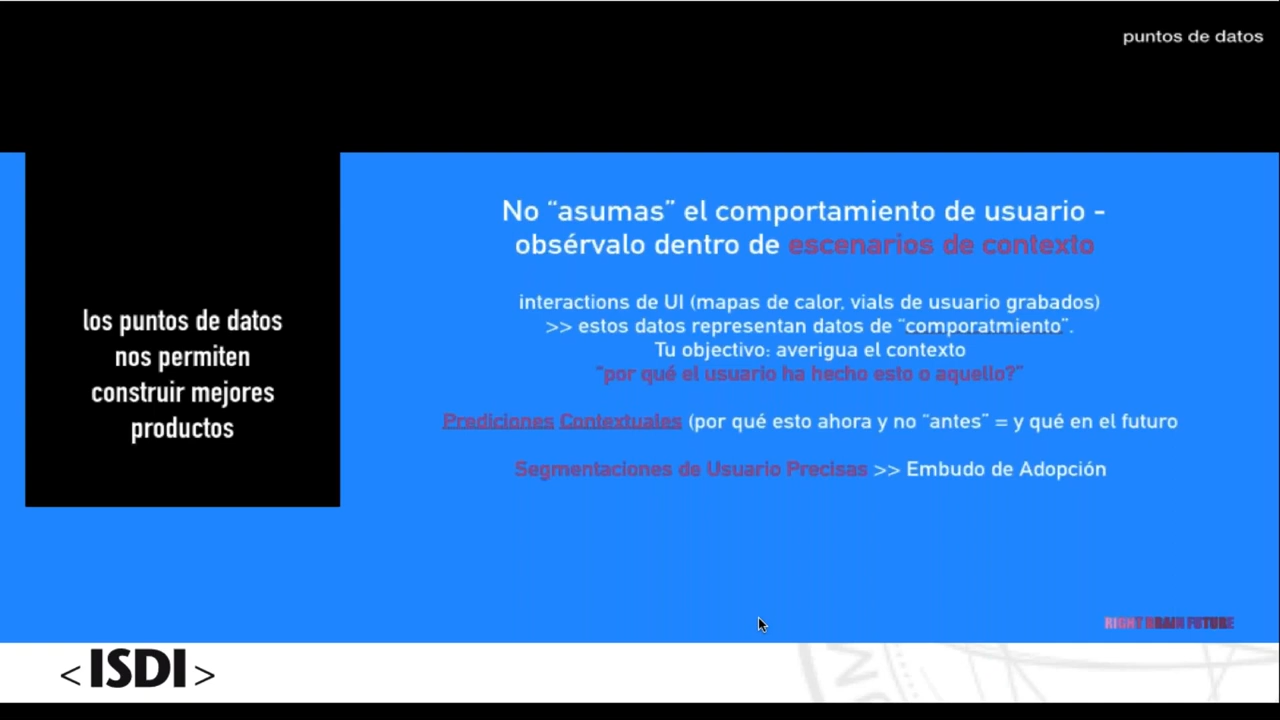 puntos de datos
los puntos de datos
nos permiten
construir mejores
productos
No “asumas” el comportamiento de usuario -
obsérvalo dentro de escenarios de contexto
interactions de UI (mapas de calor, vials de usuario grabados)
>> estos datos representan datos de “comporatmiento”.
Tu objectivo: averigua el contexto
“por qué el usuario ha hecho esto o aquello?”
Prediciones Contextuales (por qué esto ahora y no “antes” = y qué en el futuro
Segmentaciones de Usuario Precisas >> Embudo de Adopción
RIGHT BRAIN FUTURE
<ISDI>